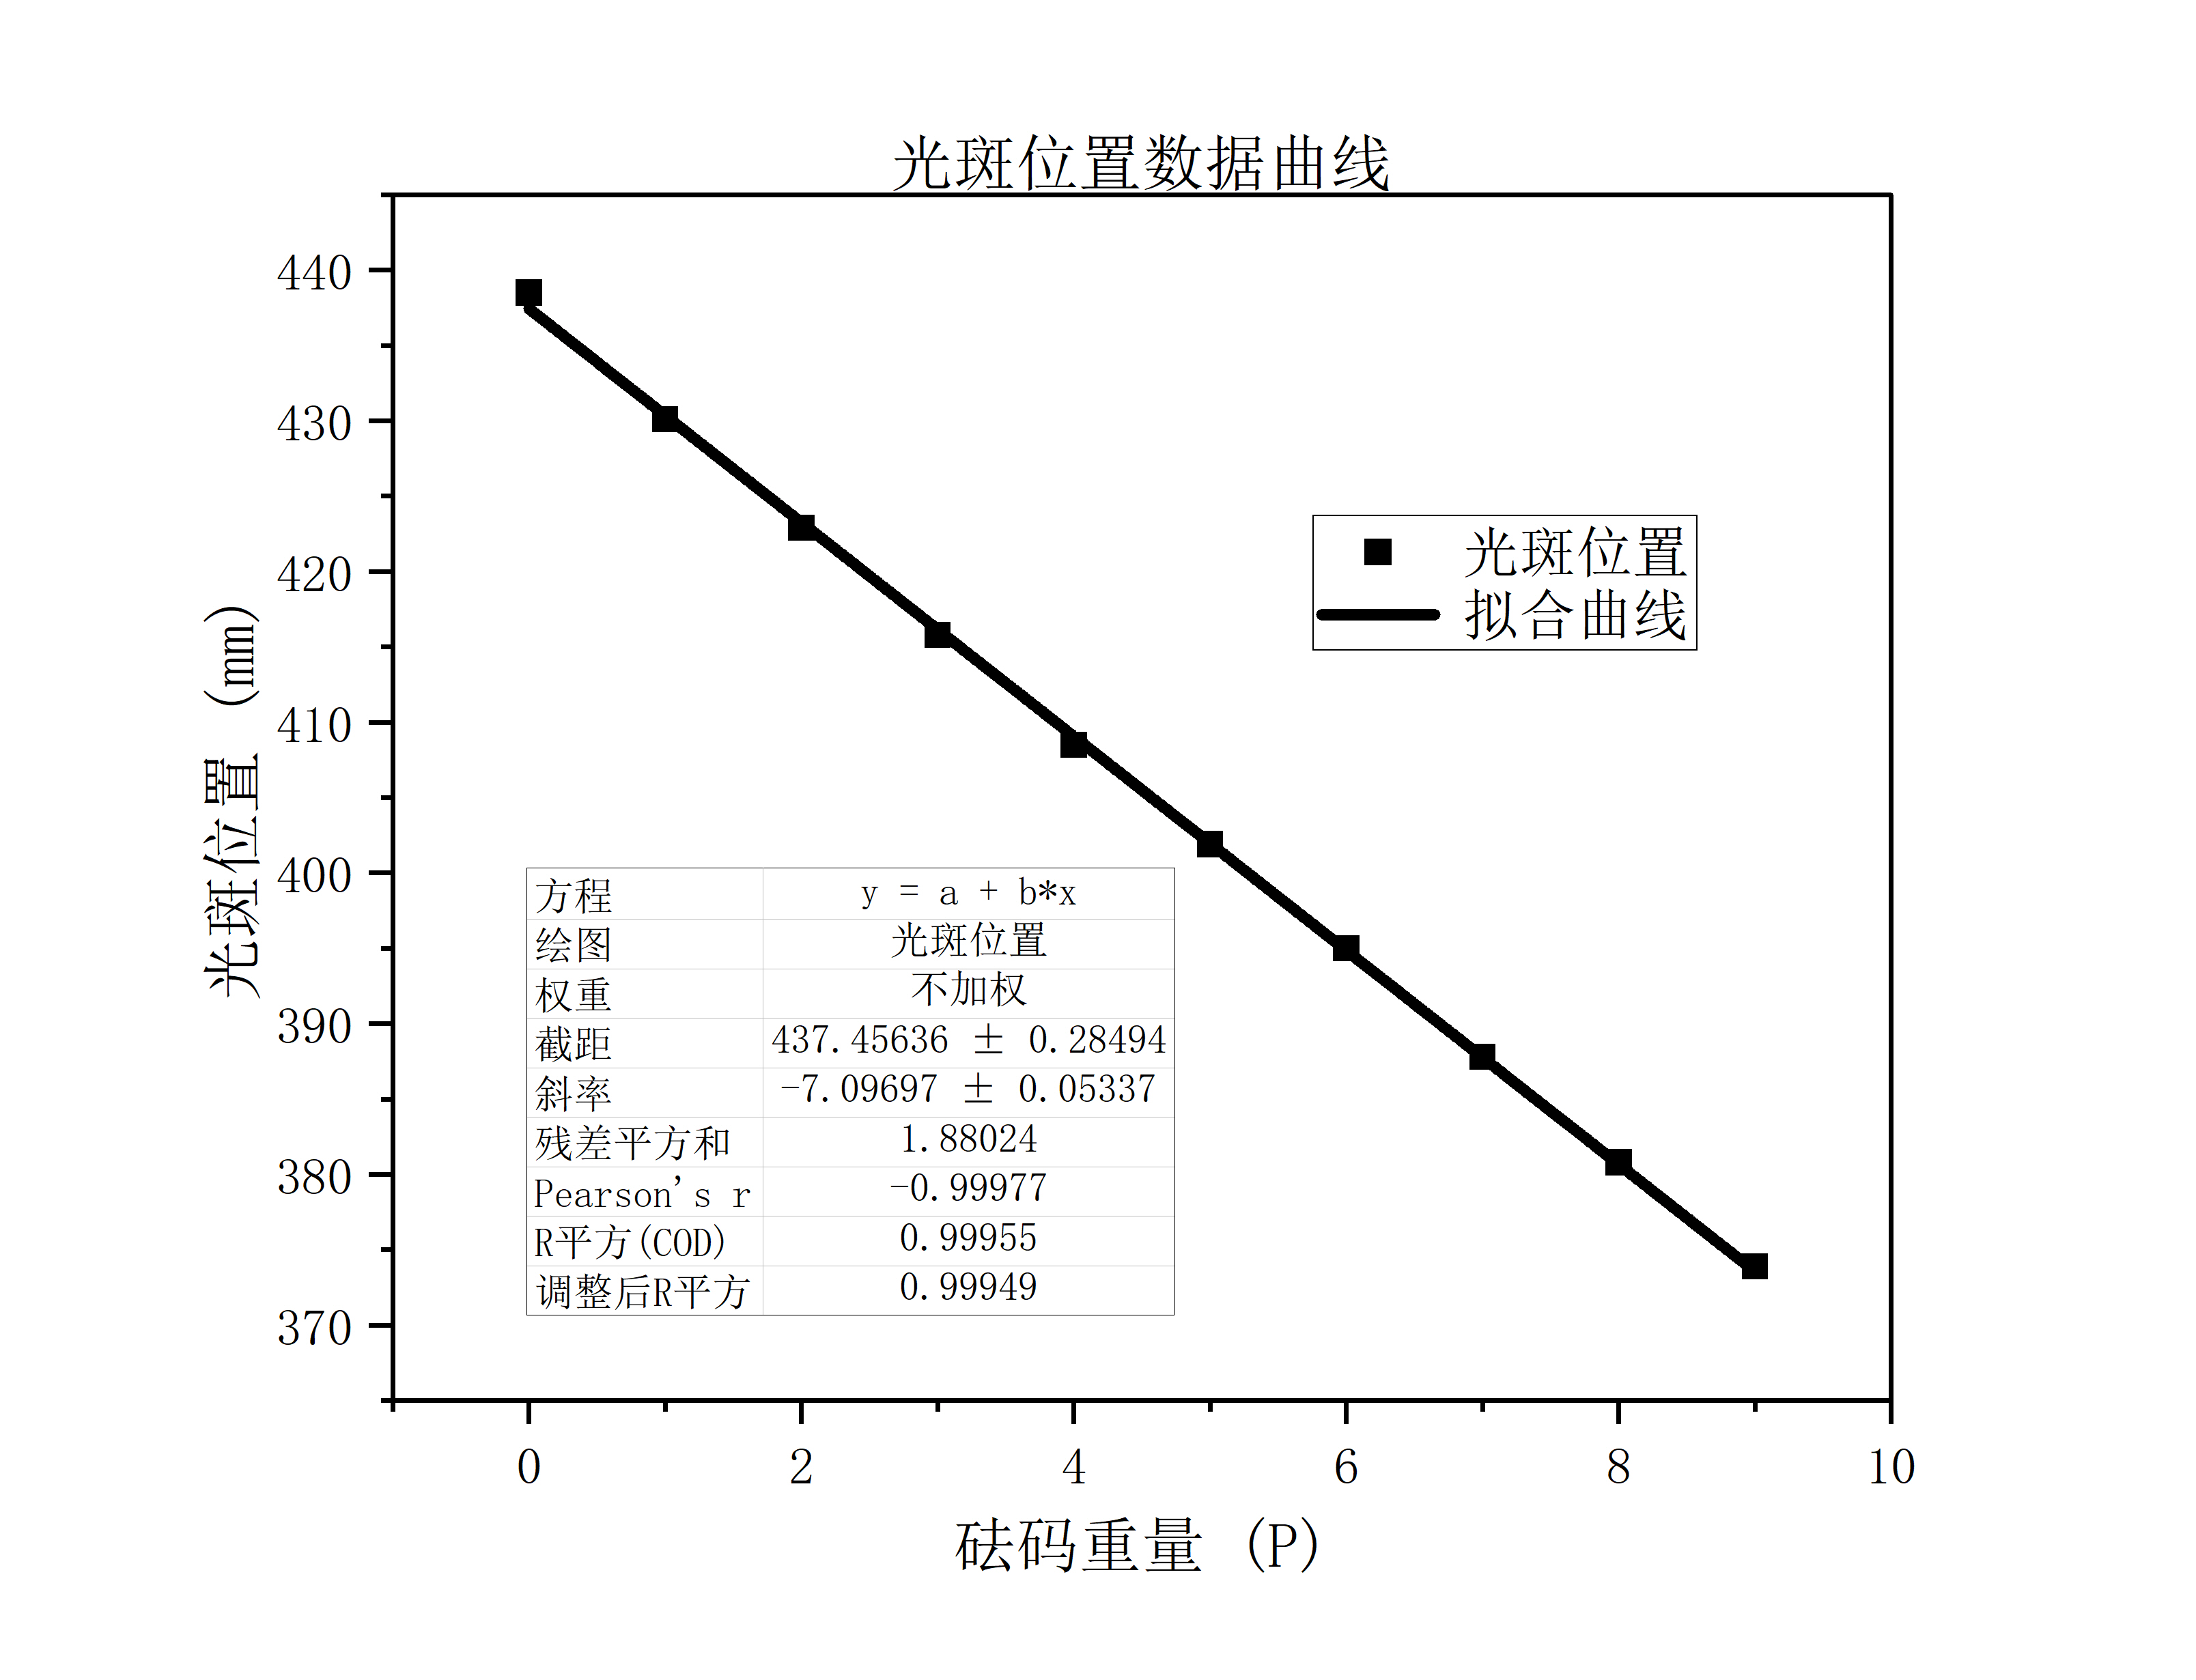 光斑位置数据曲线
光斑位置 (mm)
440
430
420
410
400
390
380
370
光斑位置
拟合曲线
方程 y = a + b*x
绘图 光斑位置
权重 不加权
截距 437.45636 ± 0.28494
斜率 -7.09697 ± 0.05337
残差平方和 1.88024
Pearson's r -0.99977
R平方(COD) 0.99955
调整后R平方 0.99949
0 2 4 6 8 10
砝码重量 (P)